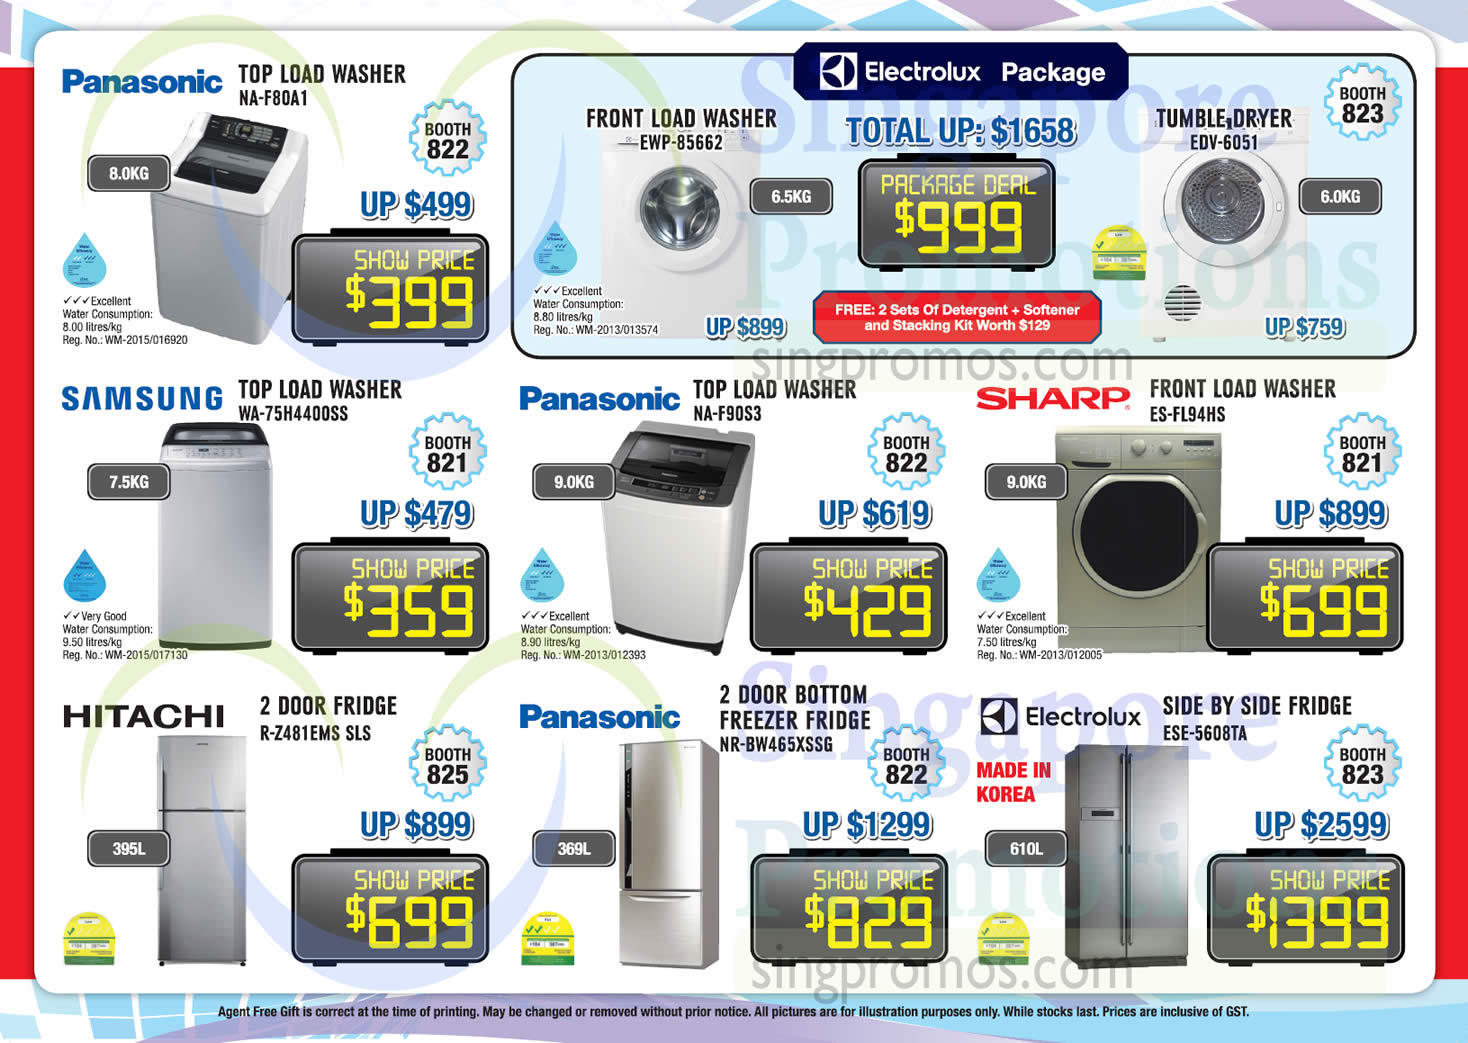 Panasonic
TOP LOAD WASHER
NA-F80A1
8.0KG
BOOTH
822
UP $499
SHOW PRICE
$399
✓✓✓Excellent
Water Consumption:
8.00 litres/kg
Reg. No.: WM-2015/016920
Electrolux Package
FRONT LOAD WASHER
EWP-85662
6.5KG
✓✓✓Excellent
Water Consumption:
8.80 litres/kg
Reg. No.: WM-2013/013574
UP $899
TOTAL UP: $1658
PACKAGE DEAL
$999
FREE: 2 Sets Of Detergent + Softener
and Stacking Kit Worth $129
TUMBLE DRYER
EDV-6051
6.0KG
BOOTH
823
UP $759
Singapore
Promotions
singpromos.com
SAMSUNG
TOP LOAD WASHER
WA-75H4400SS
7.5KG
BOOTH
821
UP $479
SHOW PRICE
$359
✓✓Very Good
Water Consumption:
9.50 litres/kg
Reg. No.: WM-2015/017130
Panasonic
TOP LOAD WASHER
NA-F90S3
9.0KG
BOOTH
822
UP $619
SHOW PRICE
$429
✓✓✓Excellent
Water Consumption:
8.90 litres/kg
Reg. No.: WM-2013/012393
SHARP
FRONT LOAD WASHER
ES-FL94HS
9.0KG
BOOTH
821
UP $899
SHOW PRICE
$699
✓✓✓Excellent
Water Consumption:
7.50 litres/kg
Reg. No.: WM-2013/012005
HITACHI
2 DOOR FRIDGE
R-Z481EMS SLS
395L
BOOTH
825
UP $899
SHOW PRICE
$699
Panasonic
2 DOOR BOTTOM
FREEZER FRIDGE
NR-BW465XSSG
369L
BOOTH
822
UP $1299
SHOW PRICE
$829
Electrolux
SIDE BY SIDE FRIDGE
ESE-5608TA
MADE IN
KOREA
610L
BOOTH
823
UP $2599
SHOW PRICE
$1399
Singapore
Promotions
singpromos.com
Agent Free Gift is correct at the time of printing. May be changed or removed without prior notice. All pictures are for illustration purposes only. While stocks last. Prices are inclusive of GST.